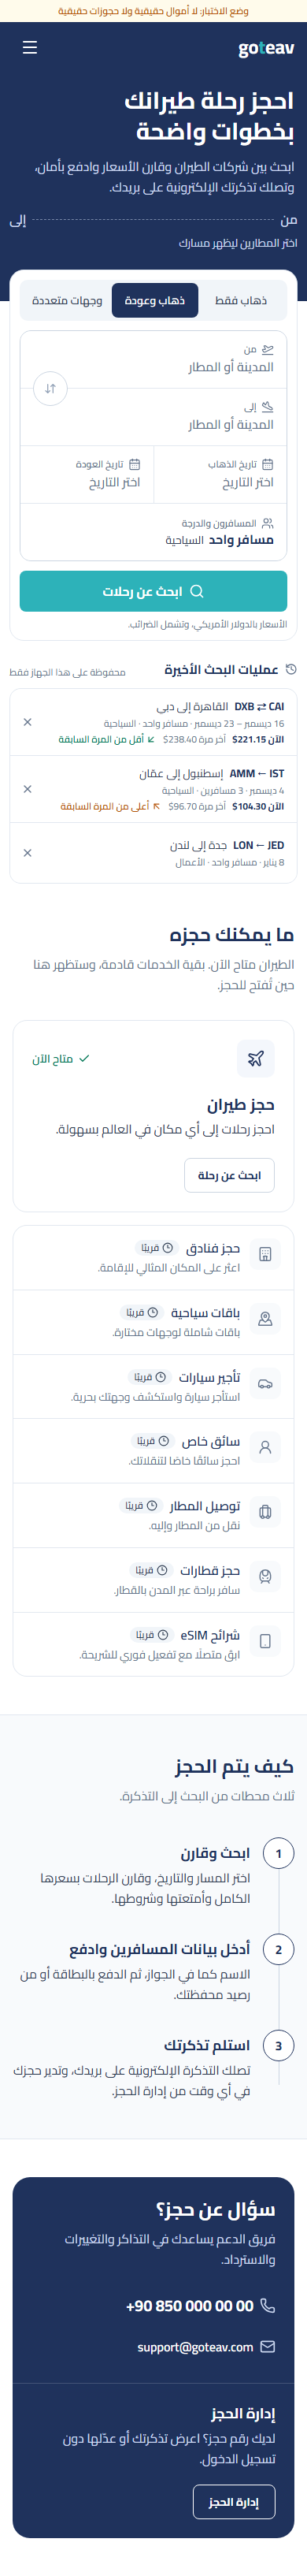 وضع الاختبار: لا أموال حقيقية ولا حجوزات حقيقية
goteav
احجز رحلة طيرانك
بخطوات واضحة
ابحث بين شركات الطيران وقارن الأسعار وادفع بأمان،
وتصلك تذكرتك الإلكترونية على بريدك.
من
إلى
اختر المطارين ليظهر مسارك
ذهاب فقط
ذهاب وعودة
وجهات متعددة
من
المدينة أو المطار
إلى
المدينة أو المطار
تاريخ الذهاب
اختر التاريخ
تاريخ العودة
اختر التاريخ
المسافرون والدرجة
مسافر واحد السياحية
ابحث عن رحلات
الأسعار بالدولار الأمريكي، وتشمل الضرائب.
عمليات البحث الأخيرة
محفوظة على هذا الجهاز فقط
DXB ⇄ CAI القاهرة إلى دبي
16 ديسمبر – 23 ديسمبر · مسافر واحد · السياحية
الآن $221.15 آخر مرة $238.40 ↙ أقل من المرة السابقة
AMM ← IST إسطنبول إلى عمّان
4 ديسمبر · 3 مسافرين · السياحية
الآن $104.30 آخر مرة $96.70 ↖ أعلى من المرة السابقة
LON ← JED جدة إلى لندن
8 يناير · مسافر واحد · الأعمال
ما يمكنك حجزه
الطيران متاح الآن. بقية الخدمات قادمة، وستظهر هنا
حين تُفتح للحجز.
متاح الآن
حجز طيران
احجز رحلات إلى أي مكان في العالم بسهولة.
ابحث عن رحلة
حجز فنادق قريبًا
اعثر على المكان المثالي للإقامة.
باقات سياحية قريبًا
باقات شاملة لوجهات مختارة.
تأجير سيارات قريبًا
استأجر سيارة واستكشف وجهتك بحرية.
سائق خاص قريبًا
احجز سائقًا خاصًا لتنقلاتك.
توصيل المطار قريبًا
نقل من المطار وإليه.
حجز قطارات قريبًا
سافر براحة عبر المدن بالقطار.
شرائح eSIM قريبًا
ابقَ متصلًا مع تفعيل فوري للشريحة.
كيف يتم الحجز
ثلاث محطات من البحث إلى التذكرة.
1
ابحث وقارن
اختر المسار والتاريخ، وقارن الرحلات بسعرها
الكامل وأمتعتها وشروطها.
2
أدخل بيانات المسافرين وادفع
الاسم كما في الجواز، ثم الدفع بالبطاقة أو من
رصيد محفظتك.
3
استلم تذكرتك
تصلك التذكرة الإلكترونية على بريدك، وتدير حجزك
في أي وقت من إدارة الحجز.
سؤال عن حجز؟
فريق الدعم يساعدك في التذاكر والتغييرات
والاسترداد.
+90 850 000 00 00
support@goteav.com
إدارة الحجز
لديك رقم حجز؟ اعرض تذكرتك أو عدّلها دون
تسجيل الدخول.
إدارة الحجز